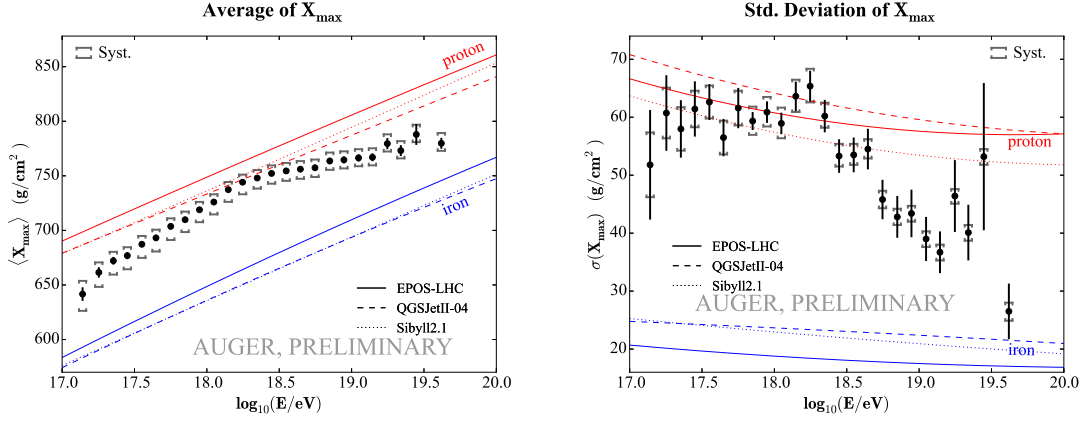 Average of X_max
Syst.
proton
iron
EPOS-LHC
QGSJetII-04
Sibyll2.1
AUGER, PRELIMINARY
⟨X_max⟩ (g/cm²)
850
800
750
700
650
600
17.0 17.5 18.0 18.5 19.0 19.5 20.0
log₁₀(E/eV)
Std. Deviation of X_max
Syst.
proton
iron
EPOS-LHC
QGSJetII-04
Sibyll2.1
AUGER, PRELIMINARY
σ(X_max) (g/cm²)
70
60
50
40
30
20
17.0 17.5 18.0 18.5 19.0 19.5 20.0
log₁₀(E/eV)